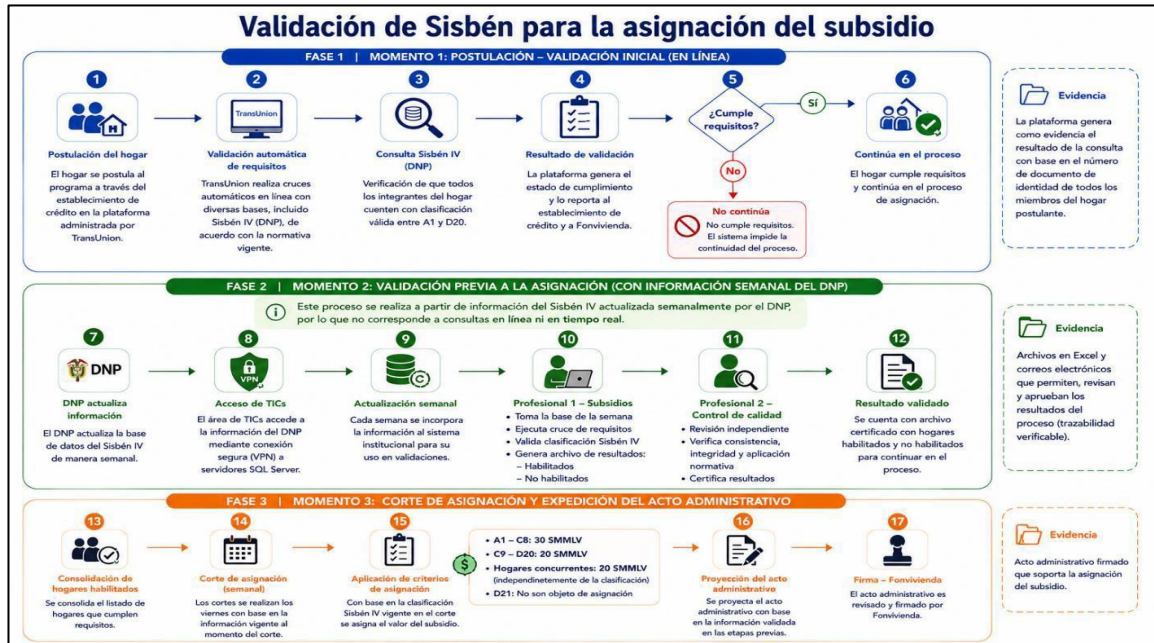 Validación de Sisbén para la asignación del subsidio
FASE 1 | MOMENTO 1: POSTULACIÓN – VALIDACIÓN INICIAL (EN LÍNEA)
1
Postulación del hogar
El hogar se postula al
programa a través del
establecimiento de
crédito en la plataforma
administrada por
TransUnion.
2
TransUnion
Validación automática
de requisitos
TransUnion realiza cruces
automáticos en línea con
diversas bases, incluido
Sisbén IV (DNP), de
acuerdo con la normativa
vigente.
3
Consulta Sisbén IV
(DNP)
Verificación de que todos
los integrantes del hogar
cuenten con clasificación
válida entre A1 y D20.
4
Resultado de validación
La plataforma genera el
estado de cumplimiento
y lo reporta al
establecimiento de
crédito y a Fonvivienda.
5
¿Cumple
requisitos?
Sí
No
No continúa
No cumple requisitos.
El sistema impide la
continuidad del proceso.
6
Continúa en el proceso
El hogar cumple requisitos
y continúa en el proceso
de asignación.
Evidencia
La plataforma genera
como evidencia el
resultado de la consulta
con base en el número
de documento de
identidad de todos los
miembros del hogar
postulante.
FASE 2 | MOMENTO 2: VALIDACIÓN PREVIA A LA ASIGNACIÓN (CON INFORMACIÓN SEMANAL DEL DNP)
Este proceso se realiza a partir de información del Sisbén IV actualizada semanalmente por el DNP,
por lo que no corresponde a consultas en línea ni en tiempo real.
7
DNP
DNP actualiza
información
El DNP actualiza la base
de datos del Sisbén IV
de manera semanal.
8
VPN
Acceso de TICs
El área de TICs accede a
la información del DNP
mediante conexión
segura (VPN) a
servidores SQL Server.
9
Actualización semanal
Cada semana se incorpora
la información al sistema
institucional para su
uso en validaciones.
10
Profesional 1 – Subsidios
• Toma la base de la semana
• Ejecuta cruce de requisitos
• Valida clasificación Sisbén IV
• Genera archivo de resultados:
– Habilitados
– No habilitados
11
Profesional 2 –
Control de calidad
• Revisión independiente
• Verifica consistencia,
integridad y aplicación
normativa
• Certifica resultados
12
Resultado validado
Se cuenta con archivo
certificado con hogares
habilitados y no habilitados
para continuar en el
proceso.
Evidencia
Archivos en Excel y
correos electrónicos
que permiten, revisan
y aprueban los
resultados del
proceso (trazabilidad
verificable).
FASE 3 | MOMENTO 3: CORTE DE ASIGNACIÓN Y EXPEDICIÓN DEL ACTO ADMINISTRATIVO
13
Consolidación de
hogares habilitados
Se consolida el listado de
hogares que cumplen
requisitos.
14
Corte de asignación
(semanal)
Los cortes se realizan los
viernes con base en la
información vigente al
momento del corte.
15
Aplicación de criterios
de asignación
Con base en la clasificación
Sisbén IV vigente en el corte
se asigna el valor del subsidio.
$
• A1 – C8: 30 SMMLV
• C9 – D20: 20 SMMLV
• Hogares concurrentes: 20 SMMLV
(independinetemente de la clasificación)
• D21: No son objeto de asignación
16
Proyección del acto
administrativo
Se proyecta el acto
administrativo con base
en la información validada
en las etapas previas.
17
Firma – Fonvivienda
El acto administrativo es
revisado y firmado por
Fonvivienda.
Evidencia
Acto administrativo firmado
que soporta la asignación
del subsidio.